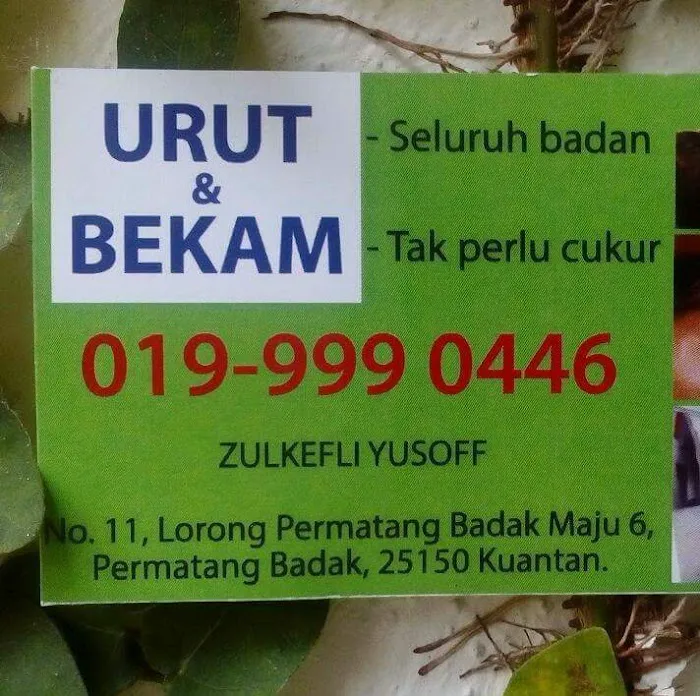 URUT
&
BEKAM
- Seluruh badan
- Tak perlu cukur
019-999 0446
ZULKEFLI YUSOFF
No. 11, Lorong Permatang Badak Maju 6,
Permatang Badak, 25150 Kuantan.